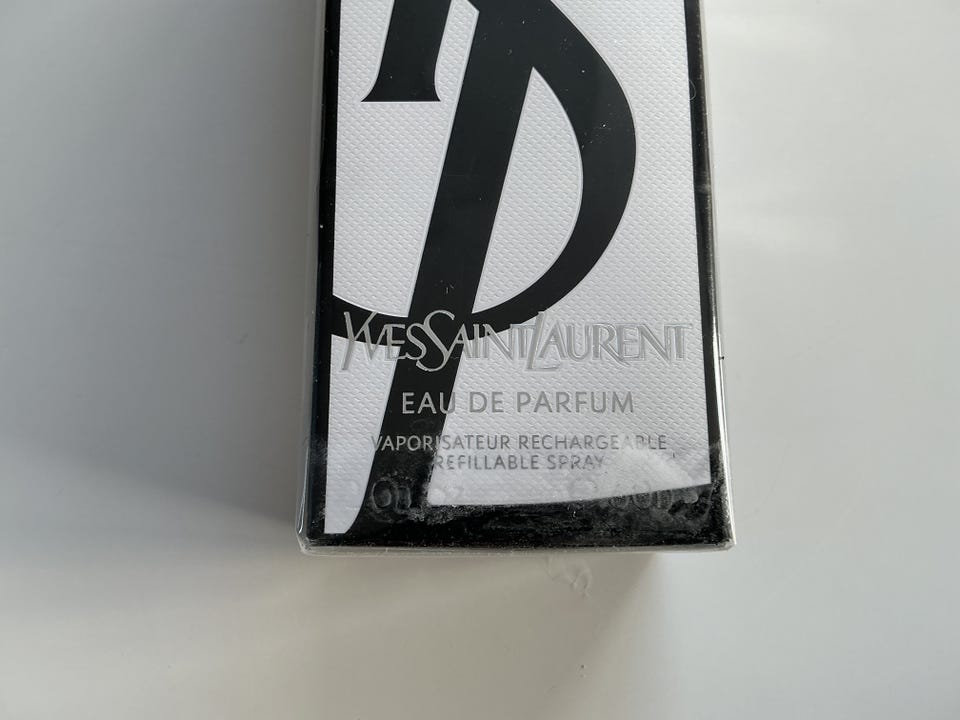 YVESSAINTLAURENT
EAU DE PARFUM
VAPORISATEUR RECHARGEABLE
REFILLABLE SPRAY